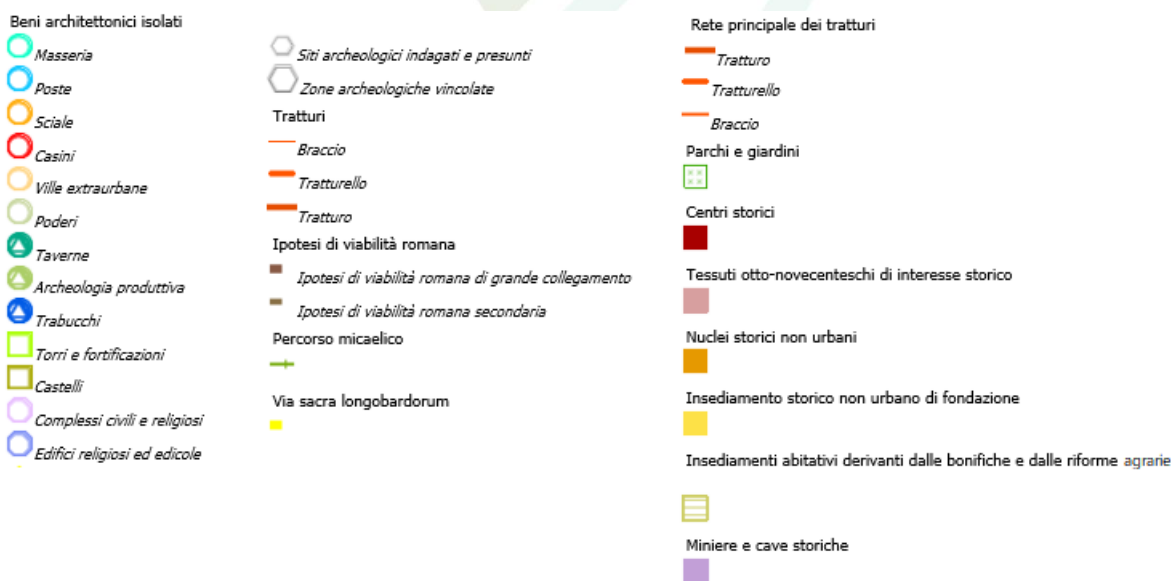 Beni architettonici isolati
Masseria
Poste
Sciale
Casini
Ville extraurbane
Poderi
Taverne
Archeologia produttiva
Trabucchi
Torri e fortificazioni
Castelli
Complessi civili e religiosi
Edifici religiosi ed edicole
Siti archeologici indagati e presunti
Zone archeologiche vincolate
Tratturi
Braccio
Tratturello
Tratturo
Ipotesi di viabilità romana
Ipotesi di viabilità romana di grande collegamento
Ipotesi di viabilità romana secondaria
Percorso micaelico
Via sacra longobardorum
Rete principale dei tratturi
Tratturo
Tratturello
Braccio
Parchi e giardini
Centri storici
Tessuti otto-novecenteschi di interesse storico
Nuclei storici non urbani
Insediamento storico non urbano di fondazione
Insediamenti abitativi derivanti dalle bonifiche e dalle riforme agrarie
Miniere e cave storiche